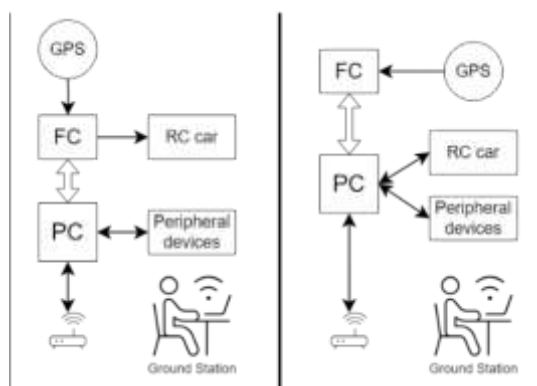 GPS
FC
RC car
PC
Peripheral
devices
Ground Station
FC
GPS
RC car
PC
Peripheral
devices
Ground Station